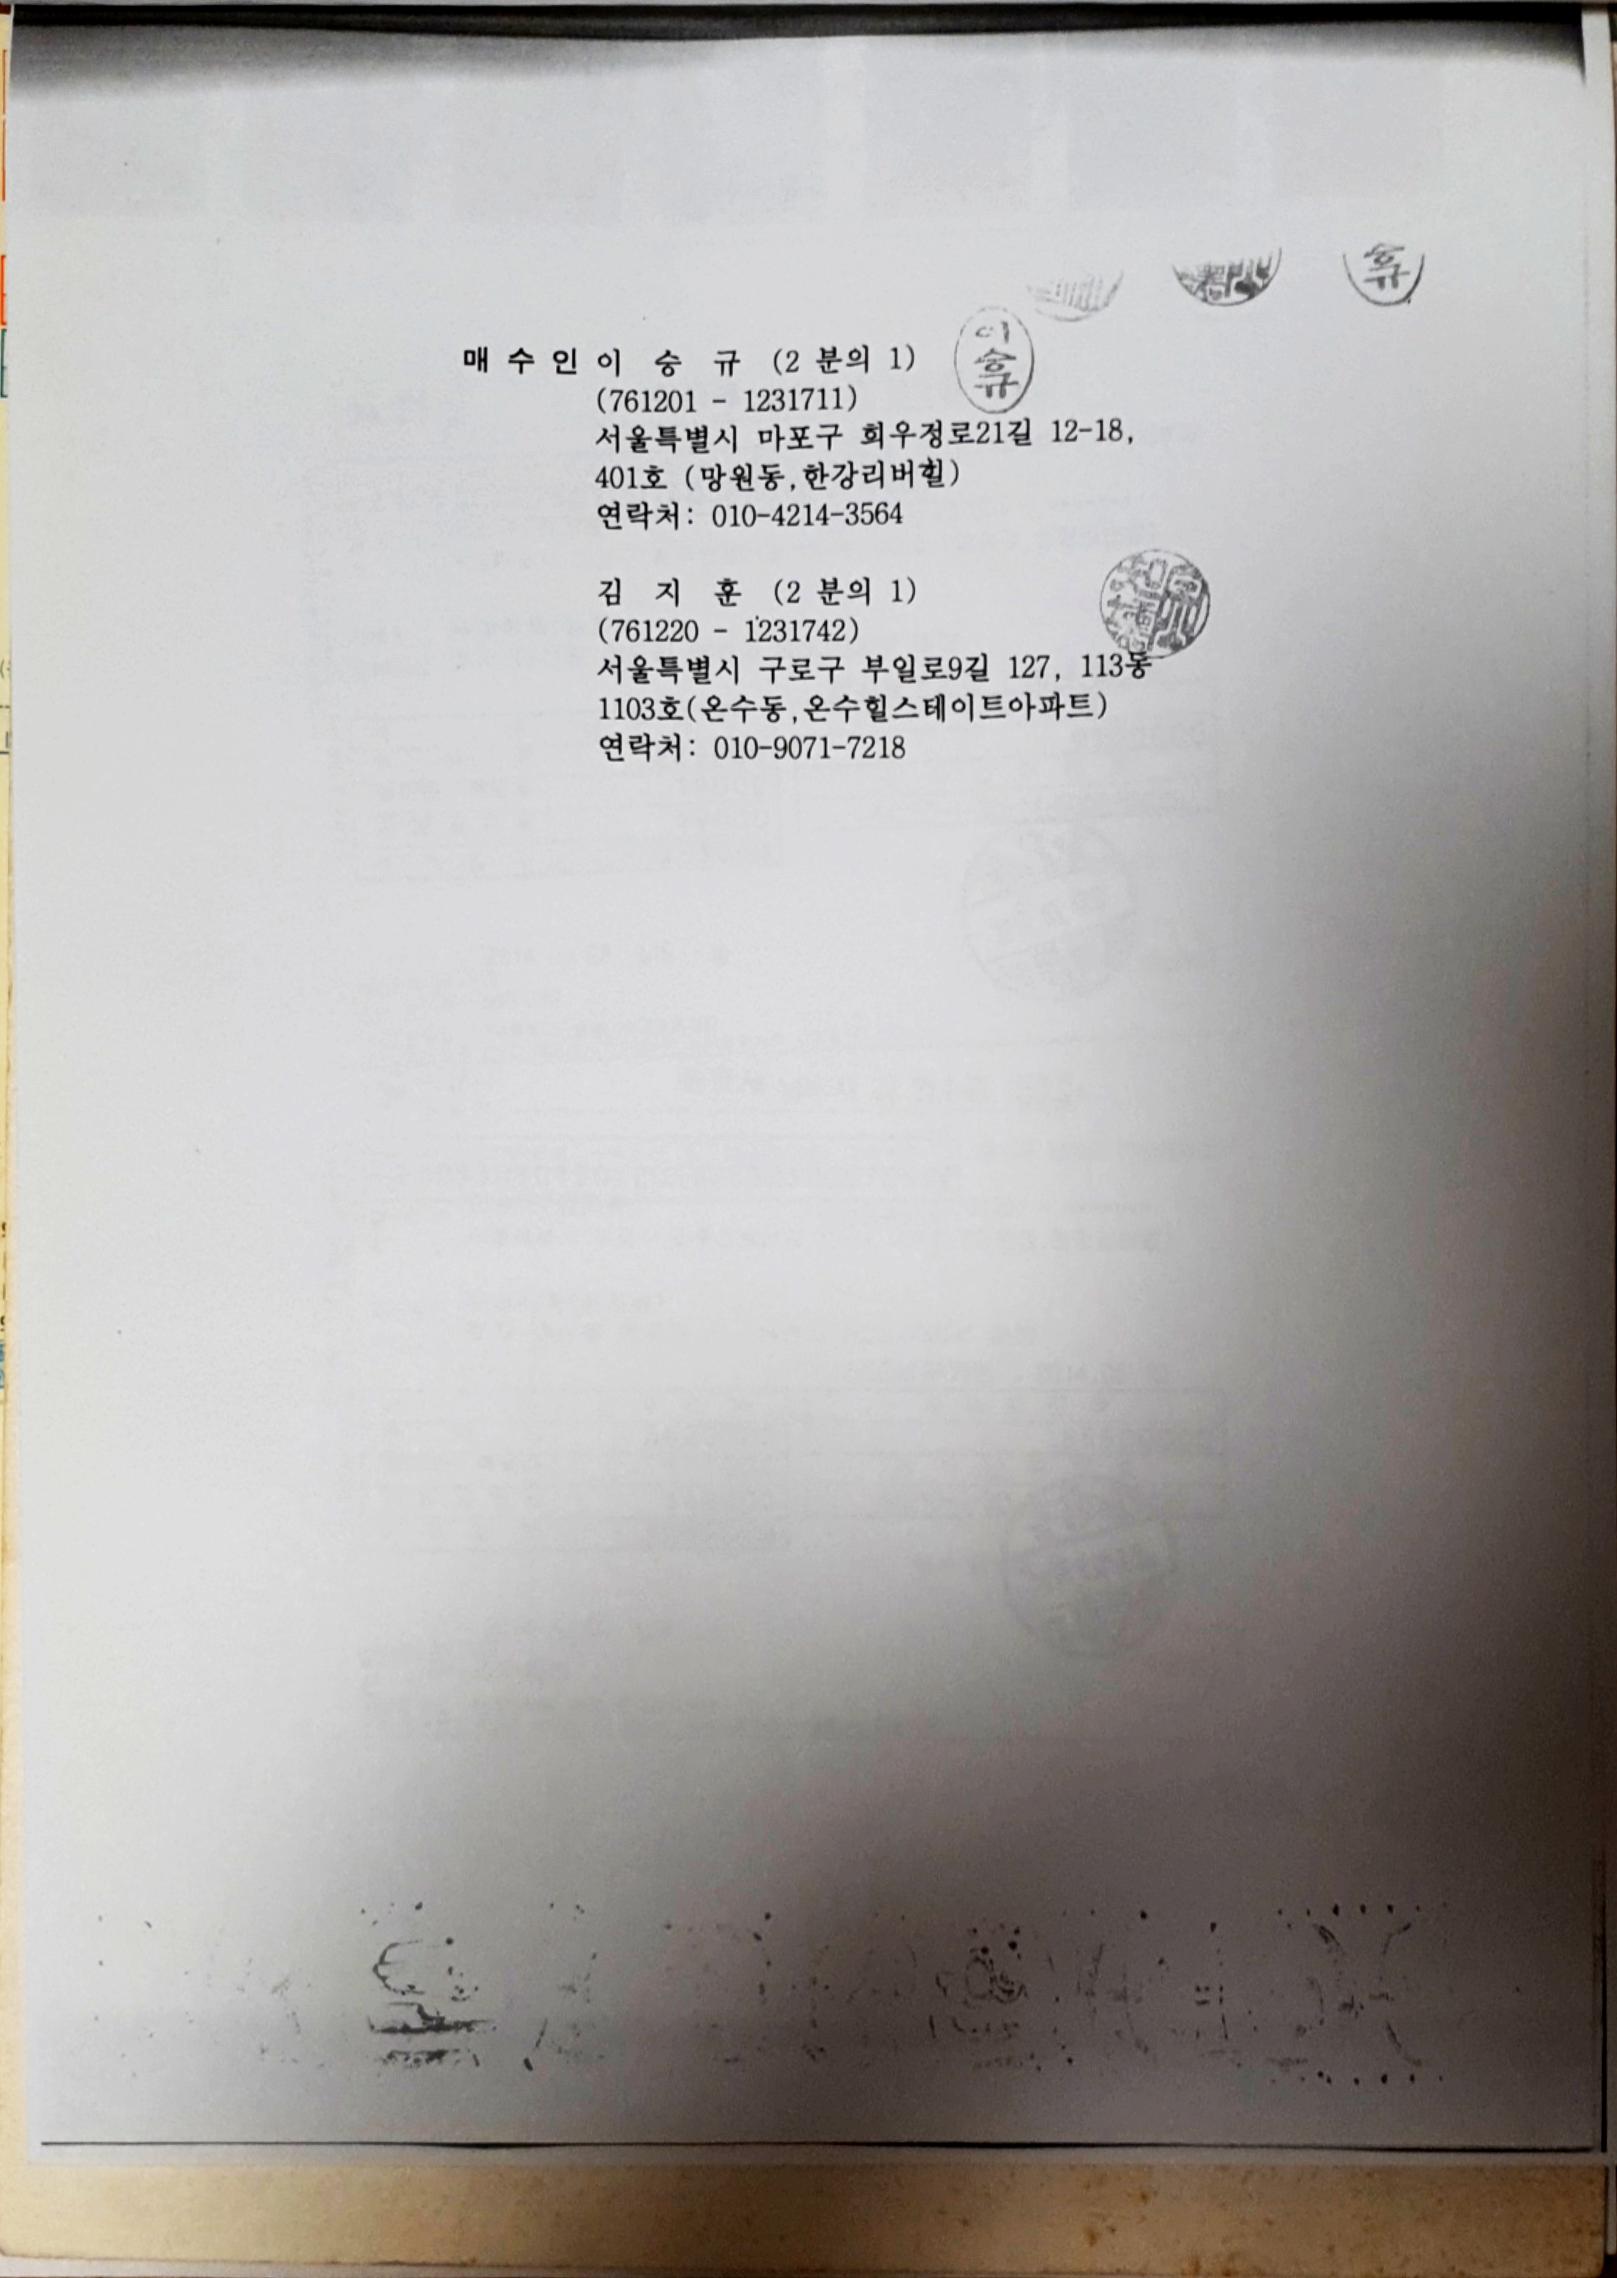 승규
이승규
매 수 인 이 승 규 (2 분의 1)
(761201 - 1231711)
서울특별시 마포구 희우정로21길 12-18,
401호 (망원동,한강리버힐)
연락처: 010-4214-3564
김 지 훈 (2 분의 1)
(761220 - 1231742)
서울특별시 구로구 부일로9길 127, 113동
1103호(온수동,온수힐스테이트아파트)
연락처: 010-9071-7218